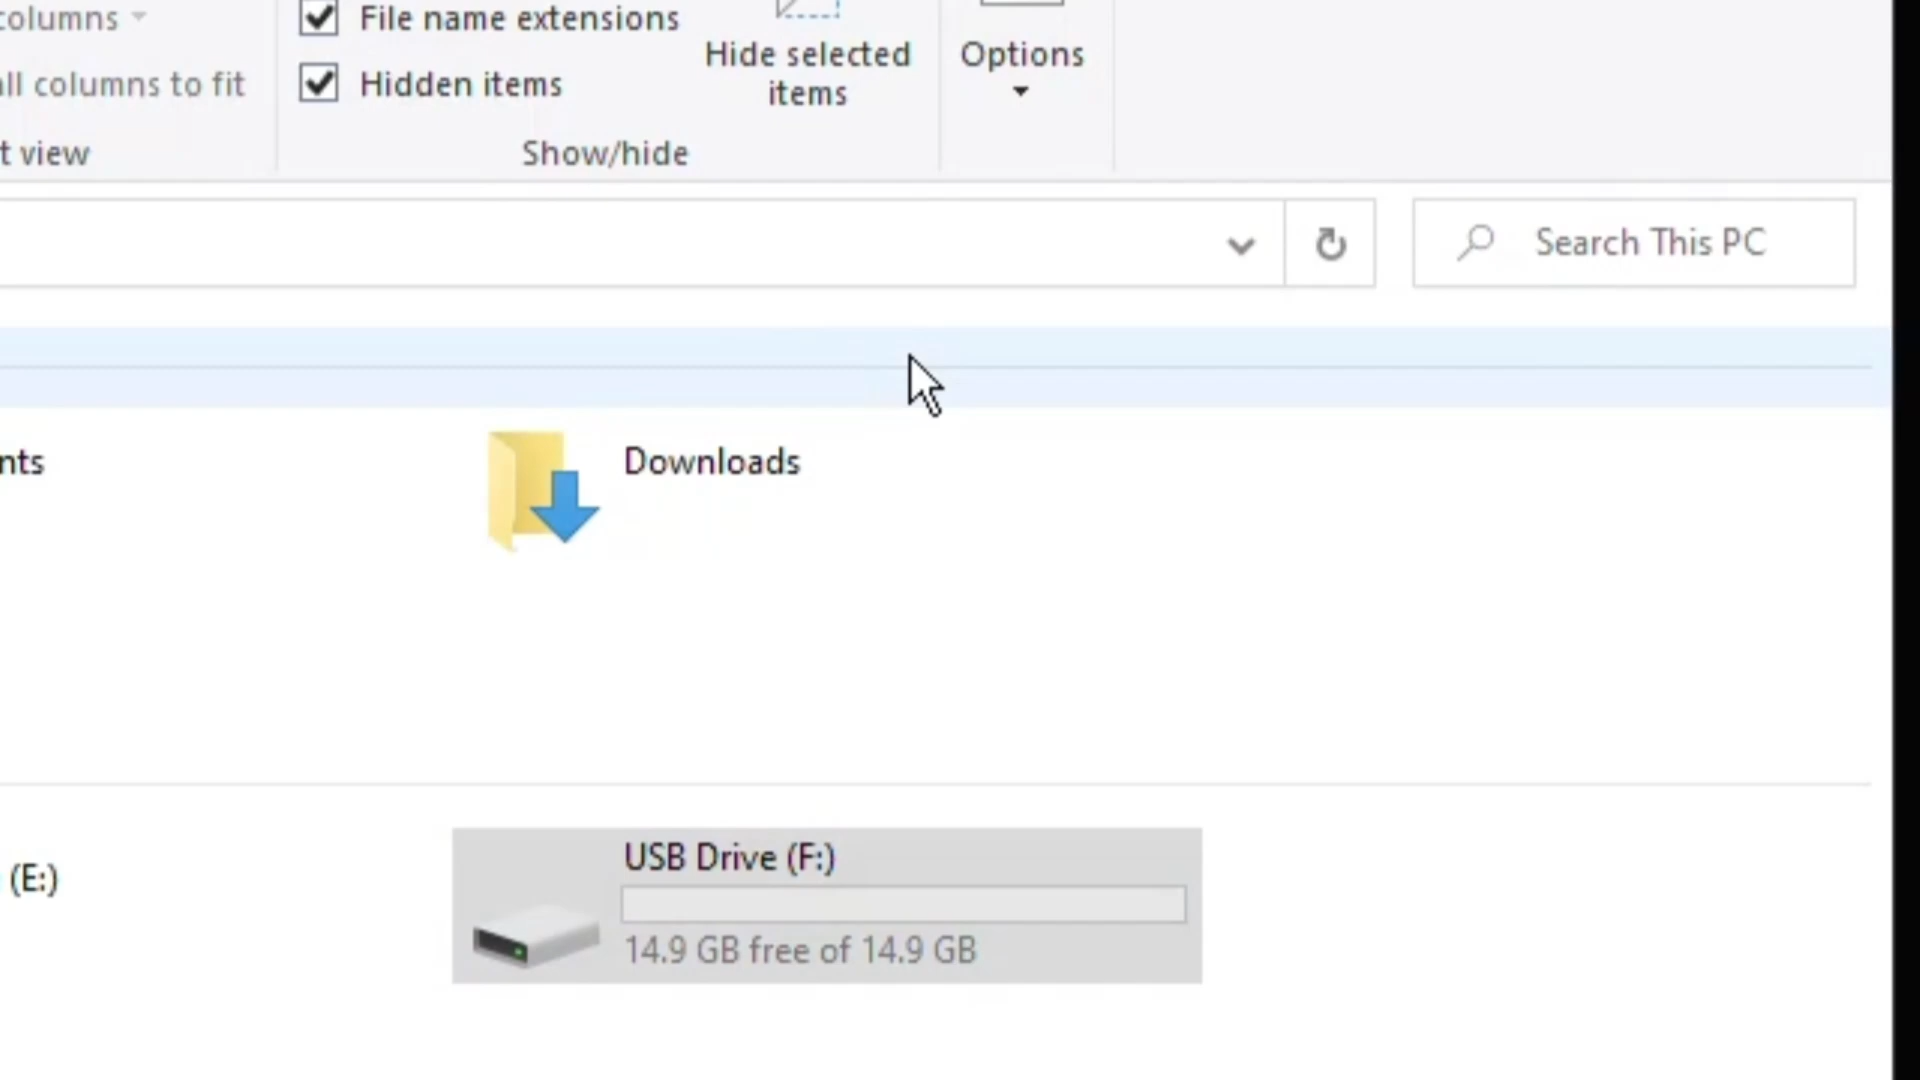 columns
File name extensions
Hide selected
items
Options
ll columns to fit
Hidden items
t view
Show/hide
Search This PC
nts
Downloads
(E:)
USB Drive (F:)
14.9 GB free of 14.9 GB